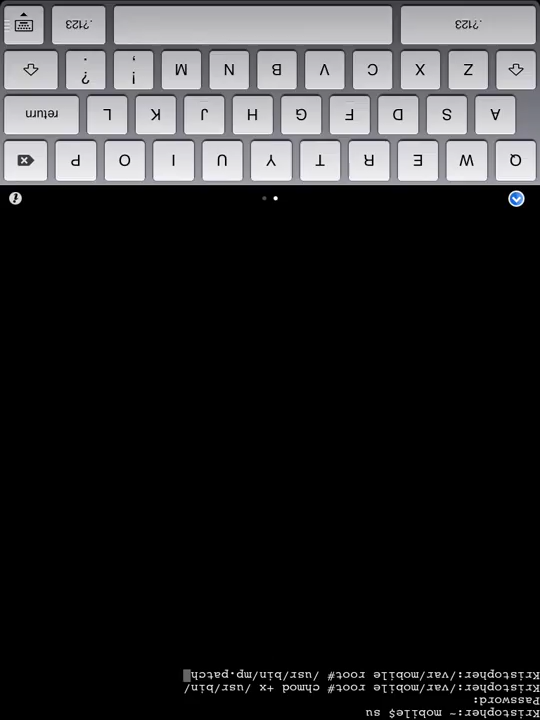 Kristopher:~ mobile$ su
Password:
Kristopher:/var/mobile root# chmod +x /usr/bin/
Kristopher:/var/mobile root# /usr/bin/mp.patch
Q W E R T Y U I O P
A S D F G H J K L return
Z X C V B N M ! , ? .
.?123 .?123